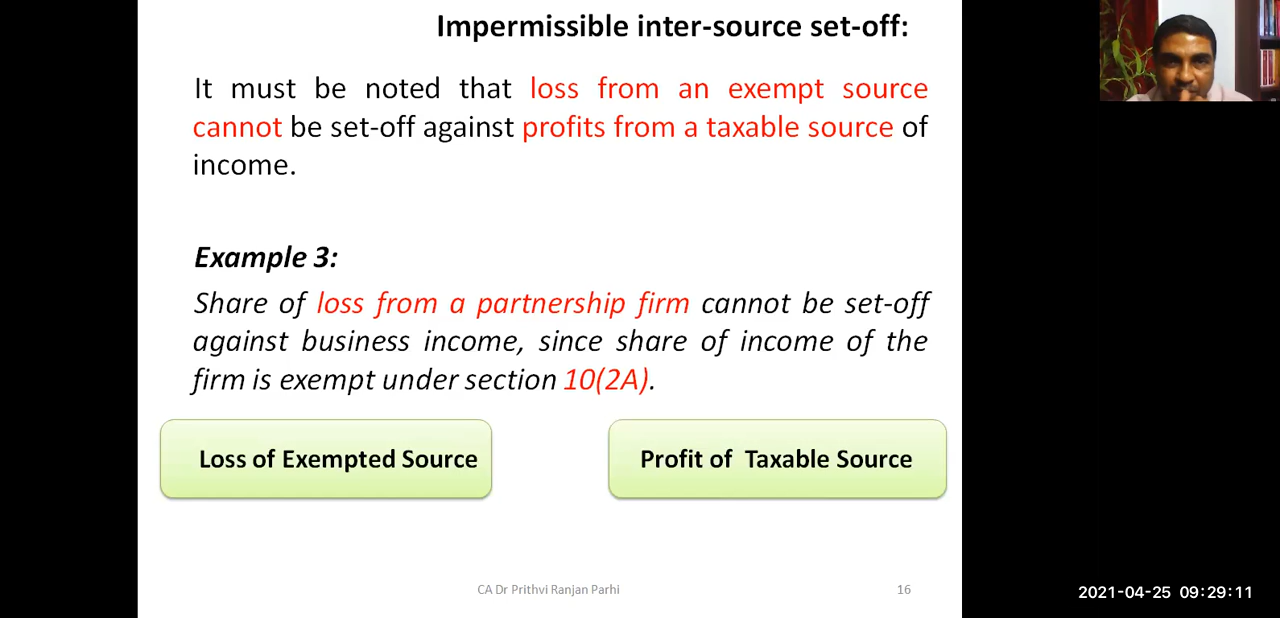 Impermissible inter-source set-off:
It must be noted that loss from an exempt source
cannot be set-off against profits from a taxable source of
income.
Example 3:
Share of loss from a partnership firm cannot be set-off
against business income, since share of income of the
firm is exempt under section 10(2A).
Loss of Exempted Source
Profit of Taxable Source
CA Dr Prithvi Ranjan Parhi
16
2021-04-25 09:29:11